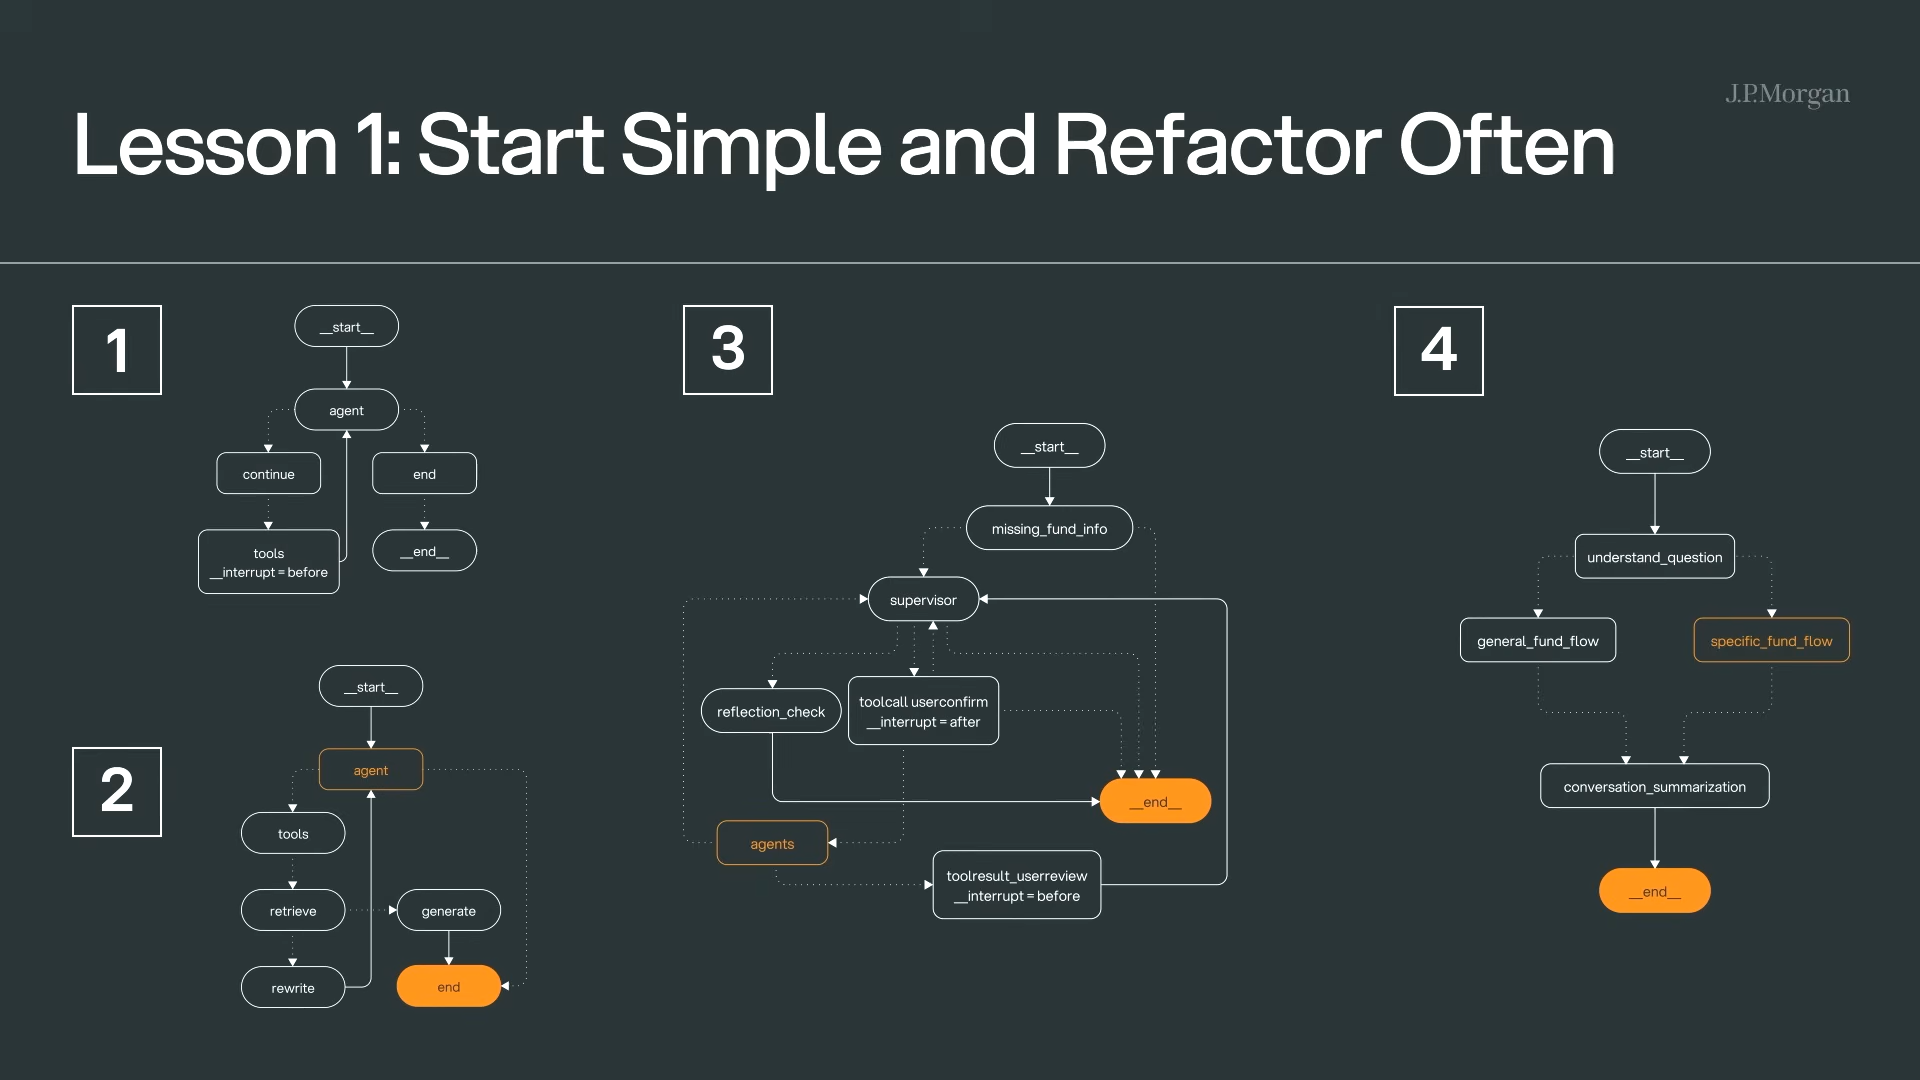 J.P.Morgan
Lesson 1: Start Simple and Refactor Often
1
__start__
agent
continue
end
tools
__interrupt = before
__end__
2
__start__
agent
tools
retrieve
generate
rewrite
end
3
__start__
missing_fund_info
supervisor
reflection_check
toolcall userconfirm
__interrupt = after
__end__
agents
toolresult_userreview
__interrupt = before
4
__start__
understand_question
general_fund_flow
specific_fund_flow
conversation_summarization
__end__